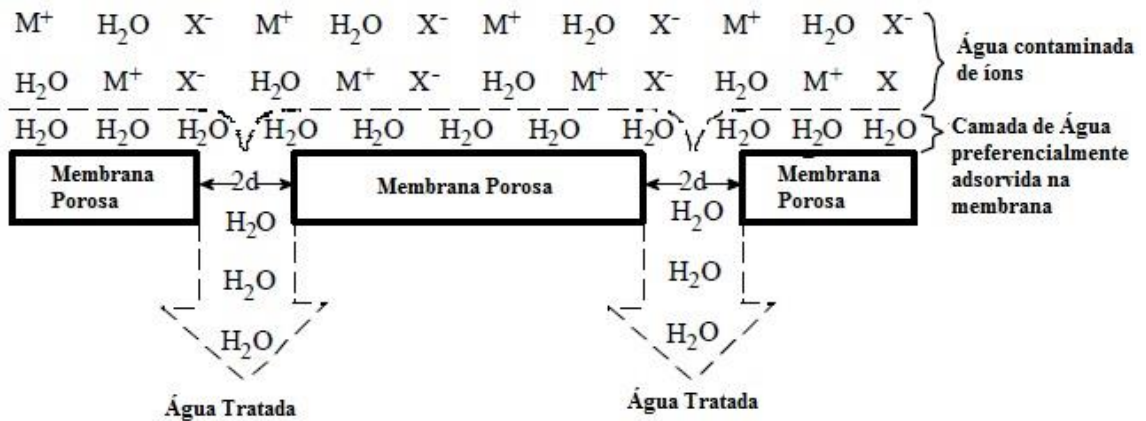 M⁺ H₂O X⁻ M⁺ H₂O X⁻ M⁺ H₂O X⁻ M⁺ H₂O X⁻
H₂O M⁺ X⁻ H₂O M⁺ X⁻ H₂O M⁺ X⁻ H₂O M⁺ X
Água contaminada
de íons
H₂O H₂O H₂O H₂O H₂O H₂O H₂O H₂O H₂O H₂O H₂O
Camada de Água
preferencialmente
adsorvida na
membrana
Membrana
Porosa
2d
Membrana Porosa
2d
Membrana
Porosa
H₂O
H₂O
H₂O
Água Tratada
H₂O
H₂O
H₂O
Água Tratada